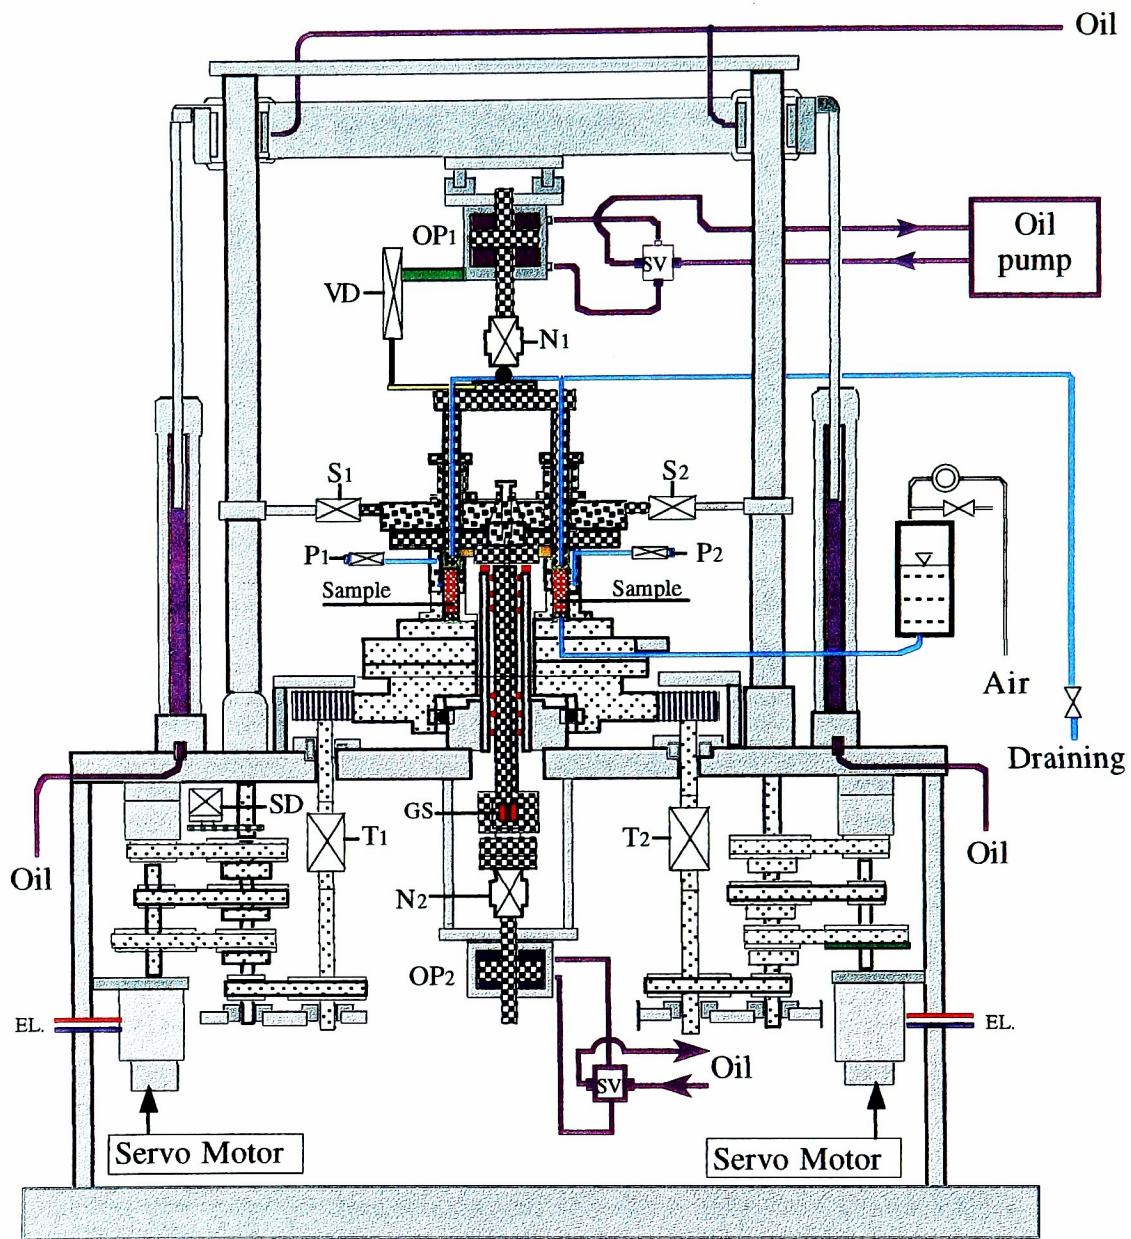 Oil
OP1
SV
Oil
pump
VD
N1
S1
S2
P1
P2
Sample
Sample
Air
Draining
SD
GS
T1
T2
Oil
Oil
N2
OP2
EL.
EL.
SV
Oil
Servo Motor
Servo Motor